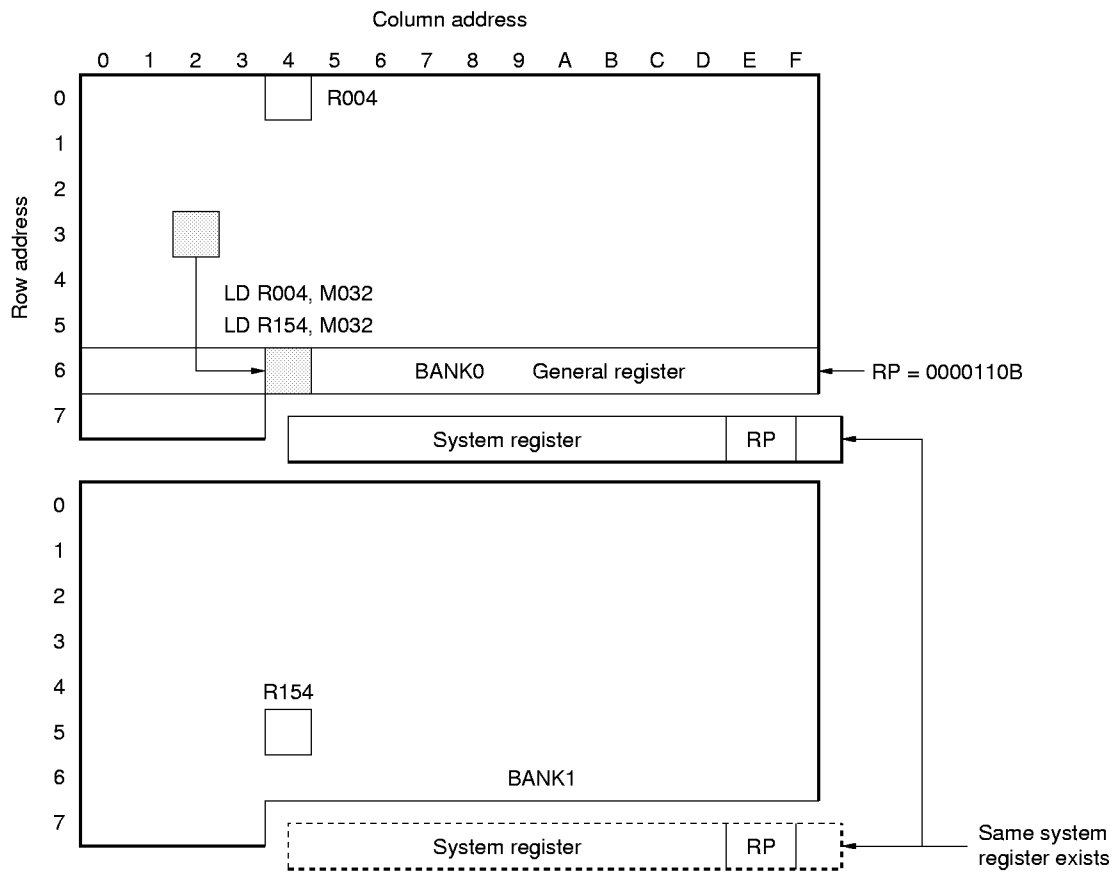 Column address
0 1 2 3 4 5 6 7 8 9 A B C D E F
Row address
0
R004
1
2
3
4
LD R004, M032
5
LD R154, M032
6
BANK0
General register
RP = 0000110B
7
System register
RP
0
1
2
3
4
R154
5
6
BANK1
7
System register
RP
Same system
register exists